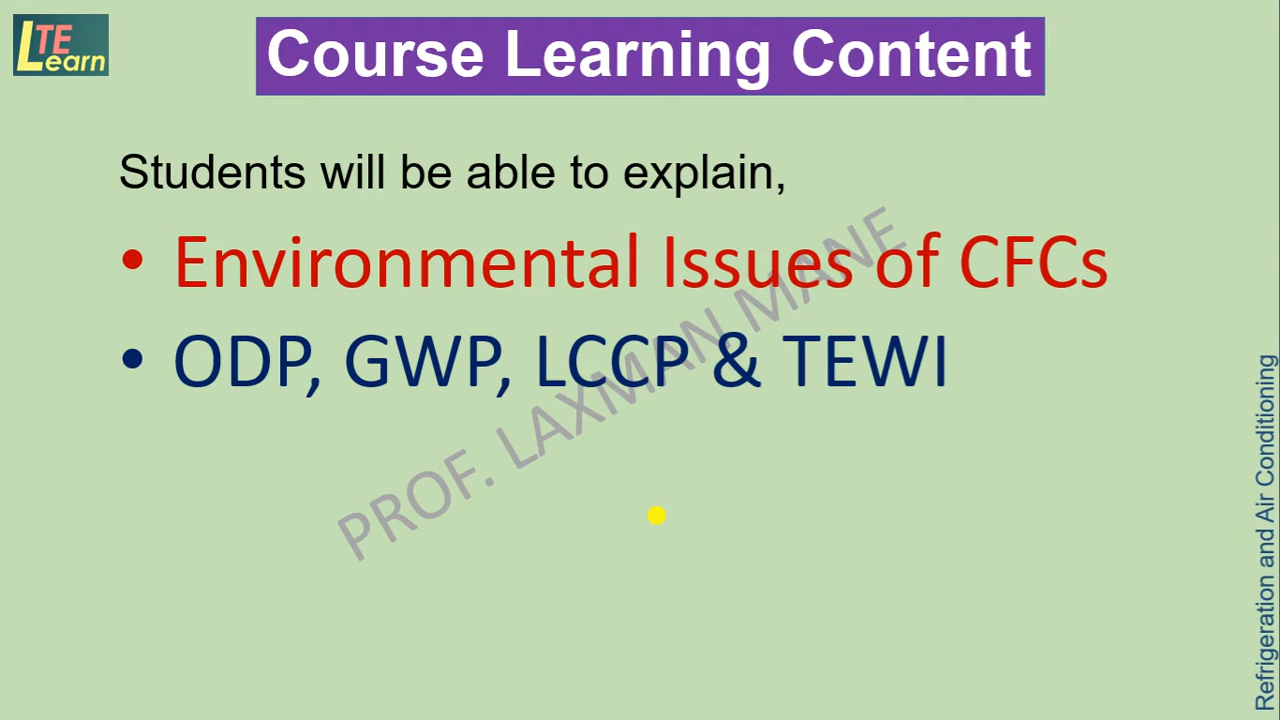 LTE
Learn
Course Learning Content
Students will be able to explain,
• Environmental Issues of CFCs
• ODP, GWP, LCCP & TEWI
PROF. LAXMAN MANE
Refrigeration and Air Conditioning